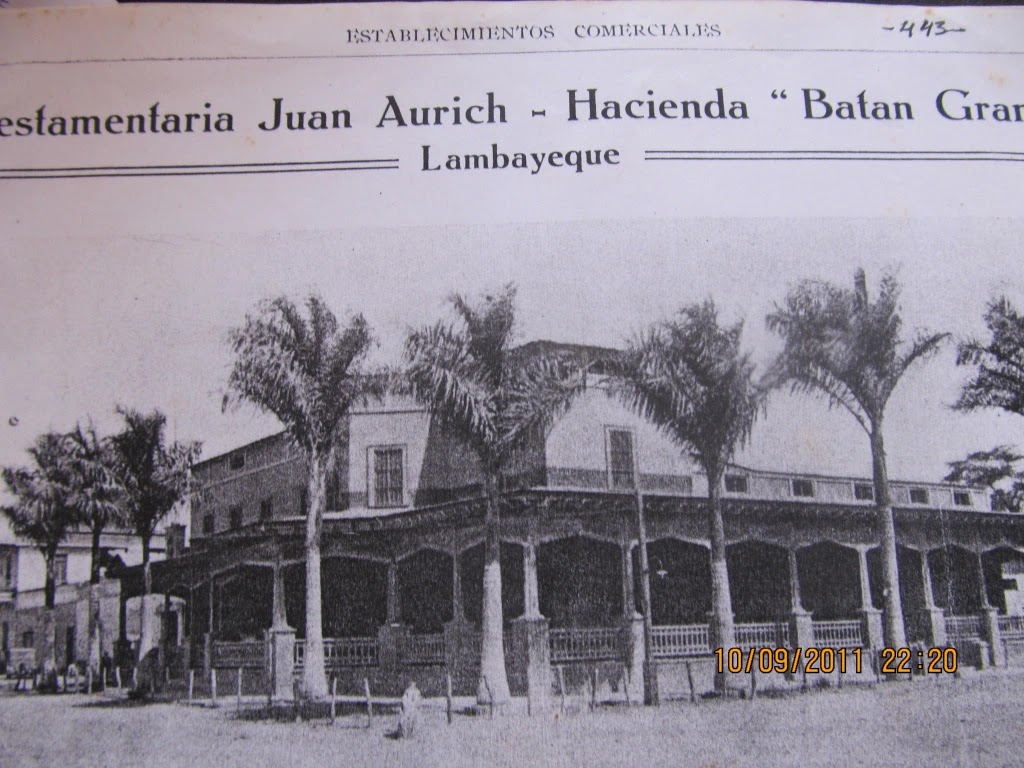 ESTABLECIMIENTOS COMERCIALES
-443-
estamentaria Juan Aurich - Hacienda " Batan Gran
Lambayeque
10/09/2011 22:20